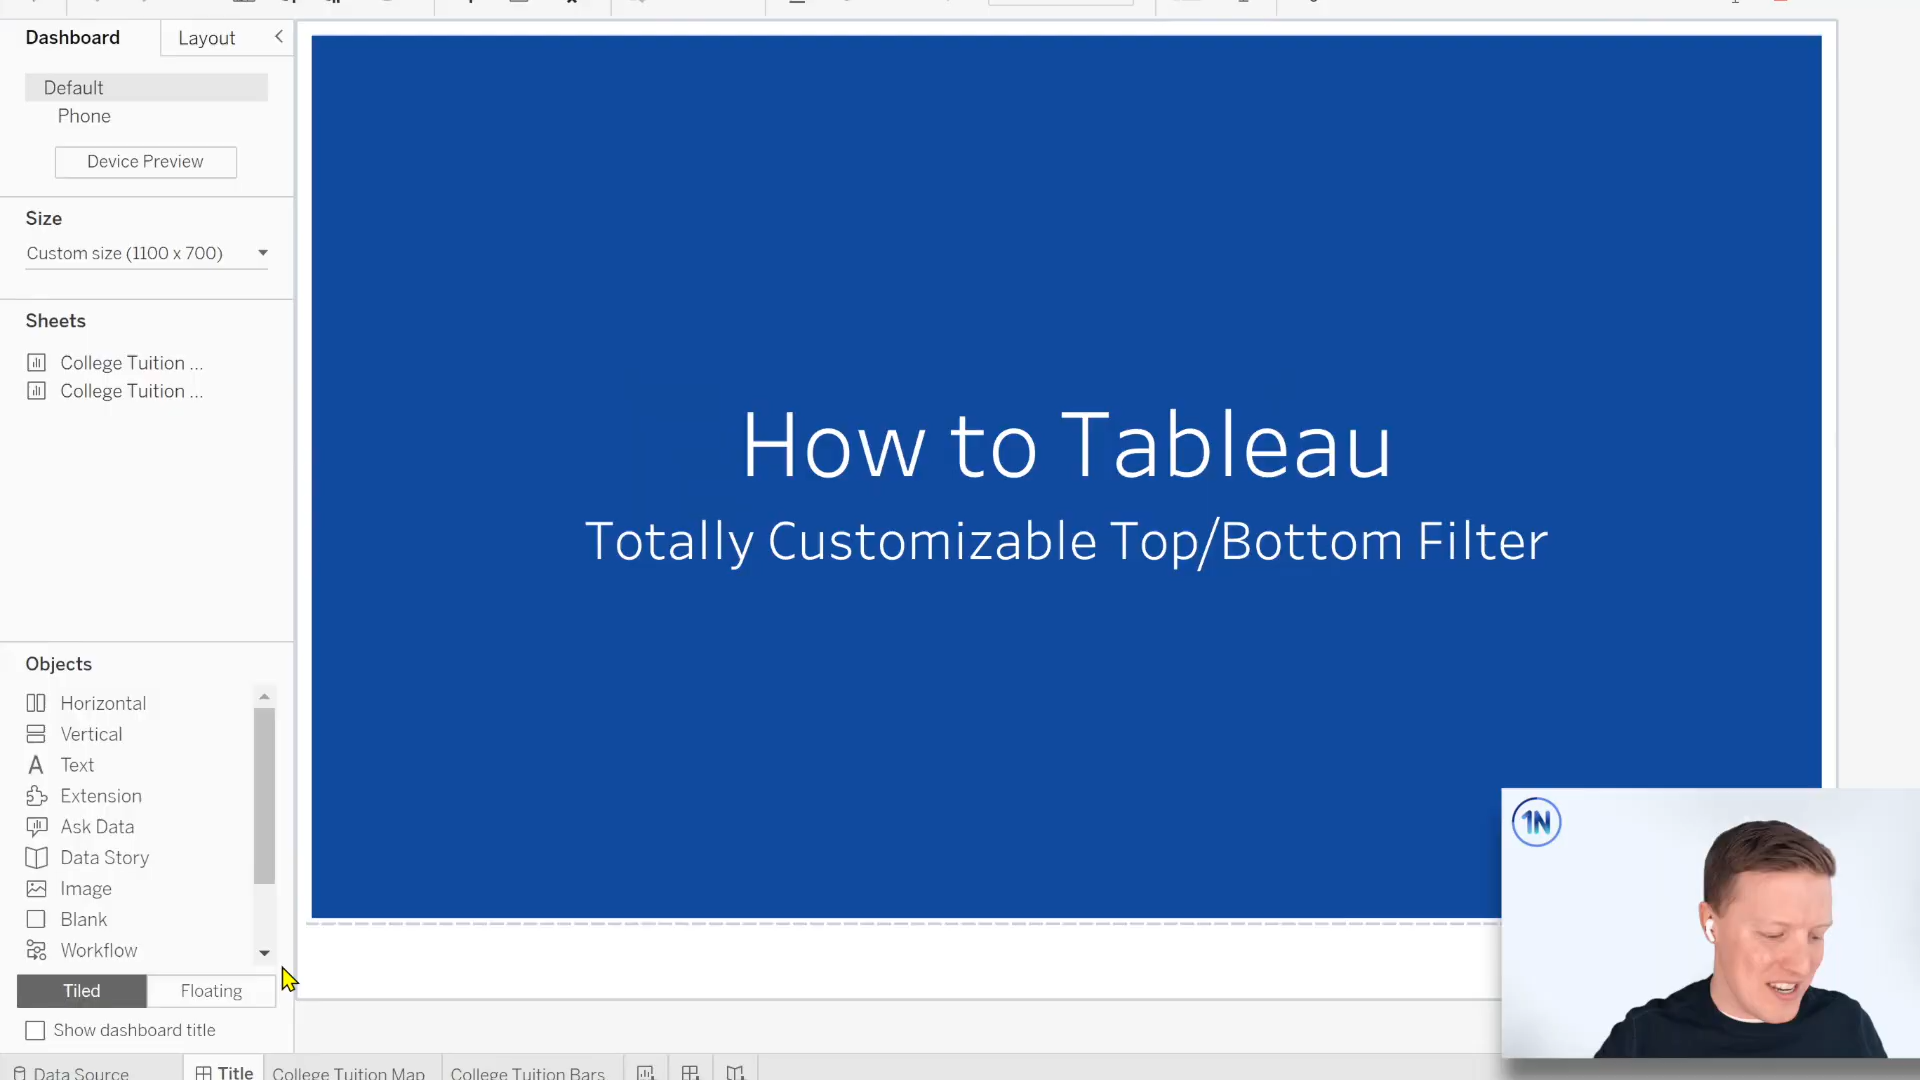 Dashboard
Layout
Default
Phone
Device Preview
Size
Custom size (1100 x 700)
Sheets
College Tuition ...
College Tuition ...
How to Tableau
Totally Customizable Top/Bottom Filter
Objects
Horizontal
Vertical
Text
Extension
Ask Data
Data Story
Image
Blank
Workflow
Tiled
Floating
Show dashboard title
1N
Data Source
Title
College Tuition Map
College Tuition Bars